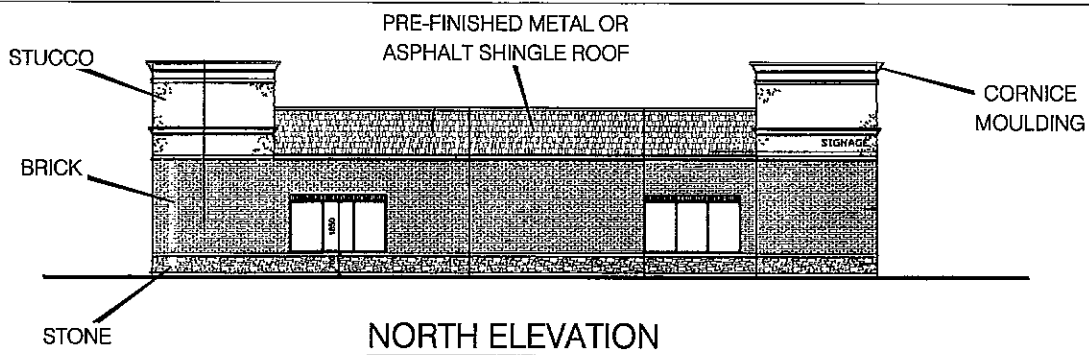 PRE-FINISHED METAL OR
ASPHALT SHINGLE ROOF
STUCCO
CORNICE
MOULDING
SIGNAGE
BRICK
1850
STONE
NORTH ELEVATION